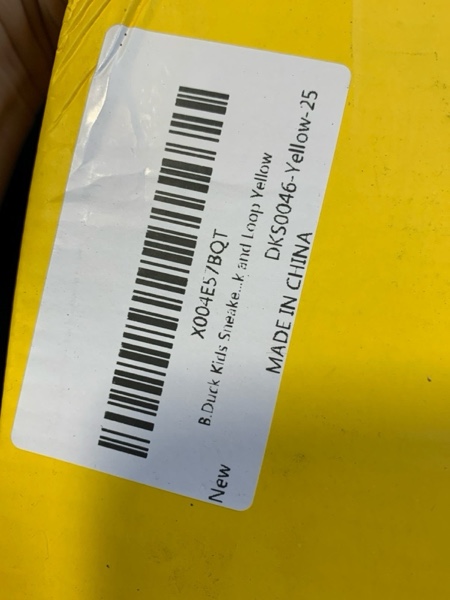 X004E57BQT
B.Duck Kids Sneake...k and Loop Yellow
DKS0046-Yellow-25
MADE IN CHINA
New